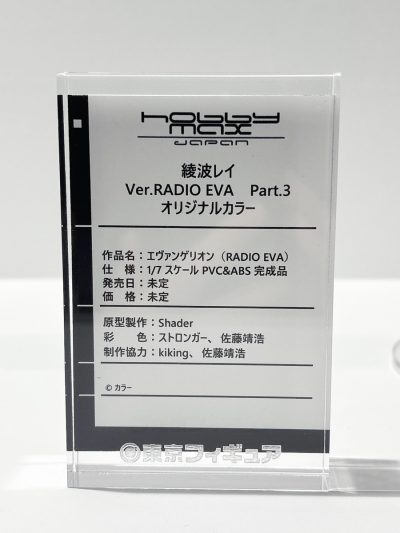 hobby
max
JAPAN
綾波レイ
Ver.RADIO EVA　Part.3
オリジナルカラー
作品名：エヴァンゲリオン（RADIO EVA）
仕　様：1/7 スケール PVC&ABS 完成品
発売日：未定
価　格：未定
原型製作：Shader
彩　　色：ストロンガー、佐藤靖浩
制作協力：kiking、佐藤靖浩
© カラー
@東京フィギュア